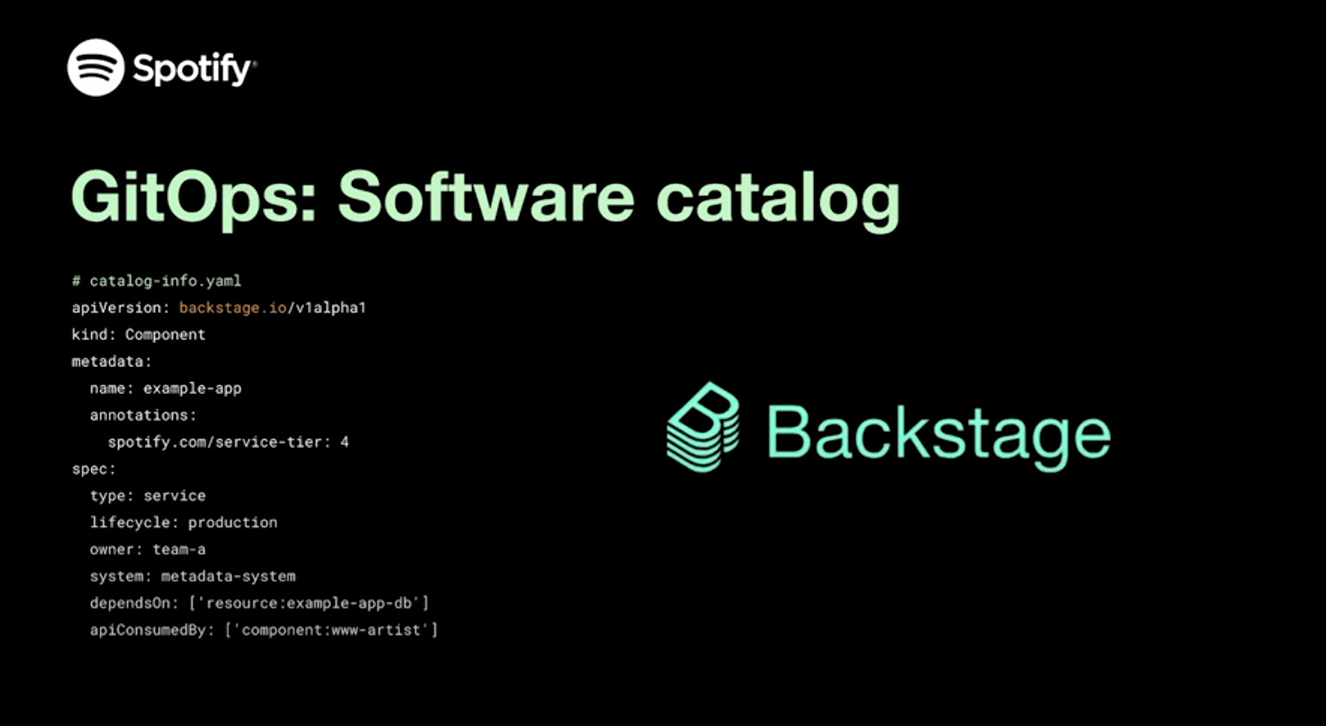 Spotify®
GitOps: Software catalog
# catalog-info.yaml
apiVersion: backstage.io/v1alpha1
kind: Component
metadata:
  name: example-app
  annotations:
    spotify.com/service-tier: 4
spec:
  type: service
  lifecycle: production
  owner: team-a
  system: metadata-system
  dependsOn: ['resource:example-app-db']
  apiConsumedBy: ['component:www-artist']
Backstage